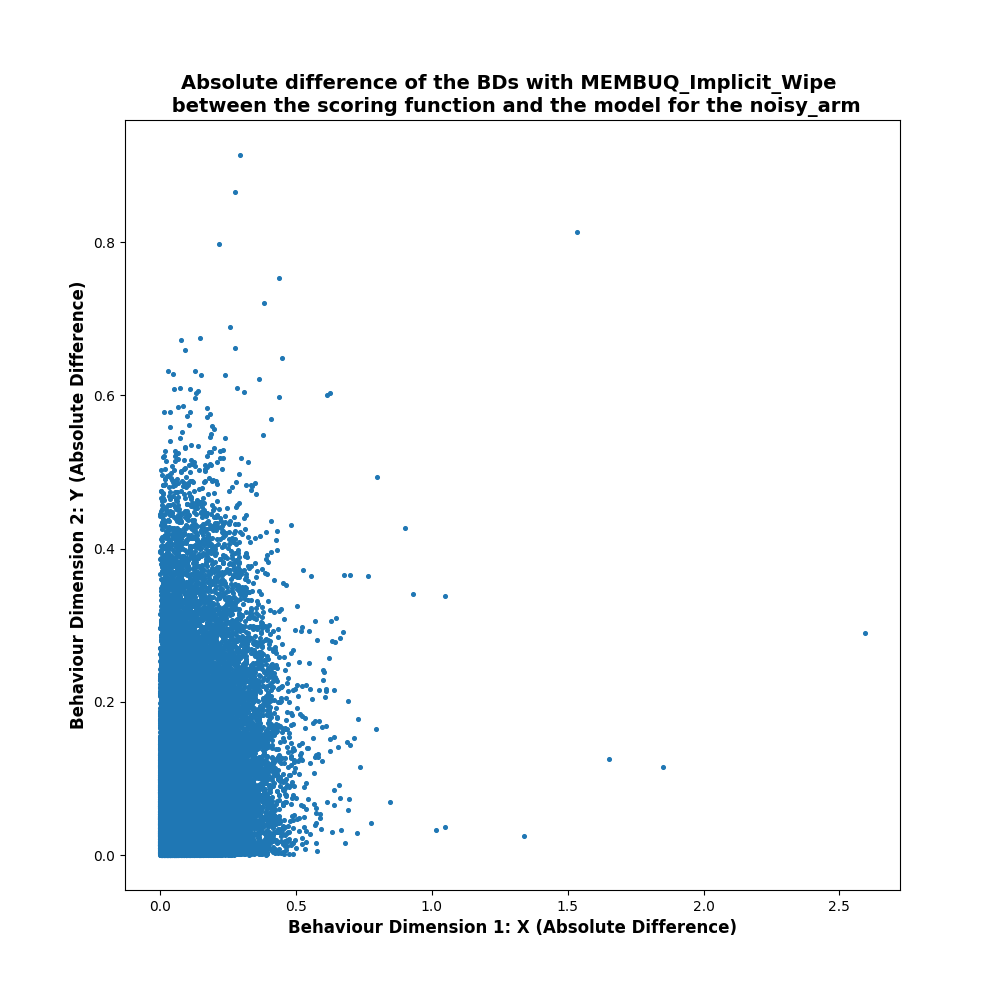 Absolute difference of the BDs with MEMBUQ_Implicit_Wipe
between the scoring function and the model for the noisy_arm
Behaviour Dimension 2: Y (Absolute Difference)
0.8
0.6
0.4
0.2
0.0
0.0 0.5 1.0 1.5 2.0 2.5
Behaviour Dimension 1: X (Absolute Difference)